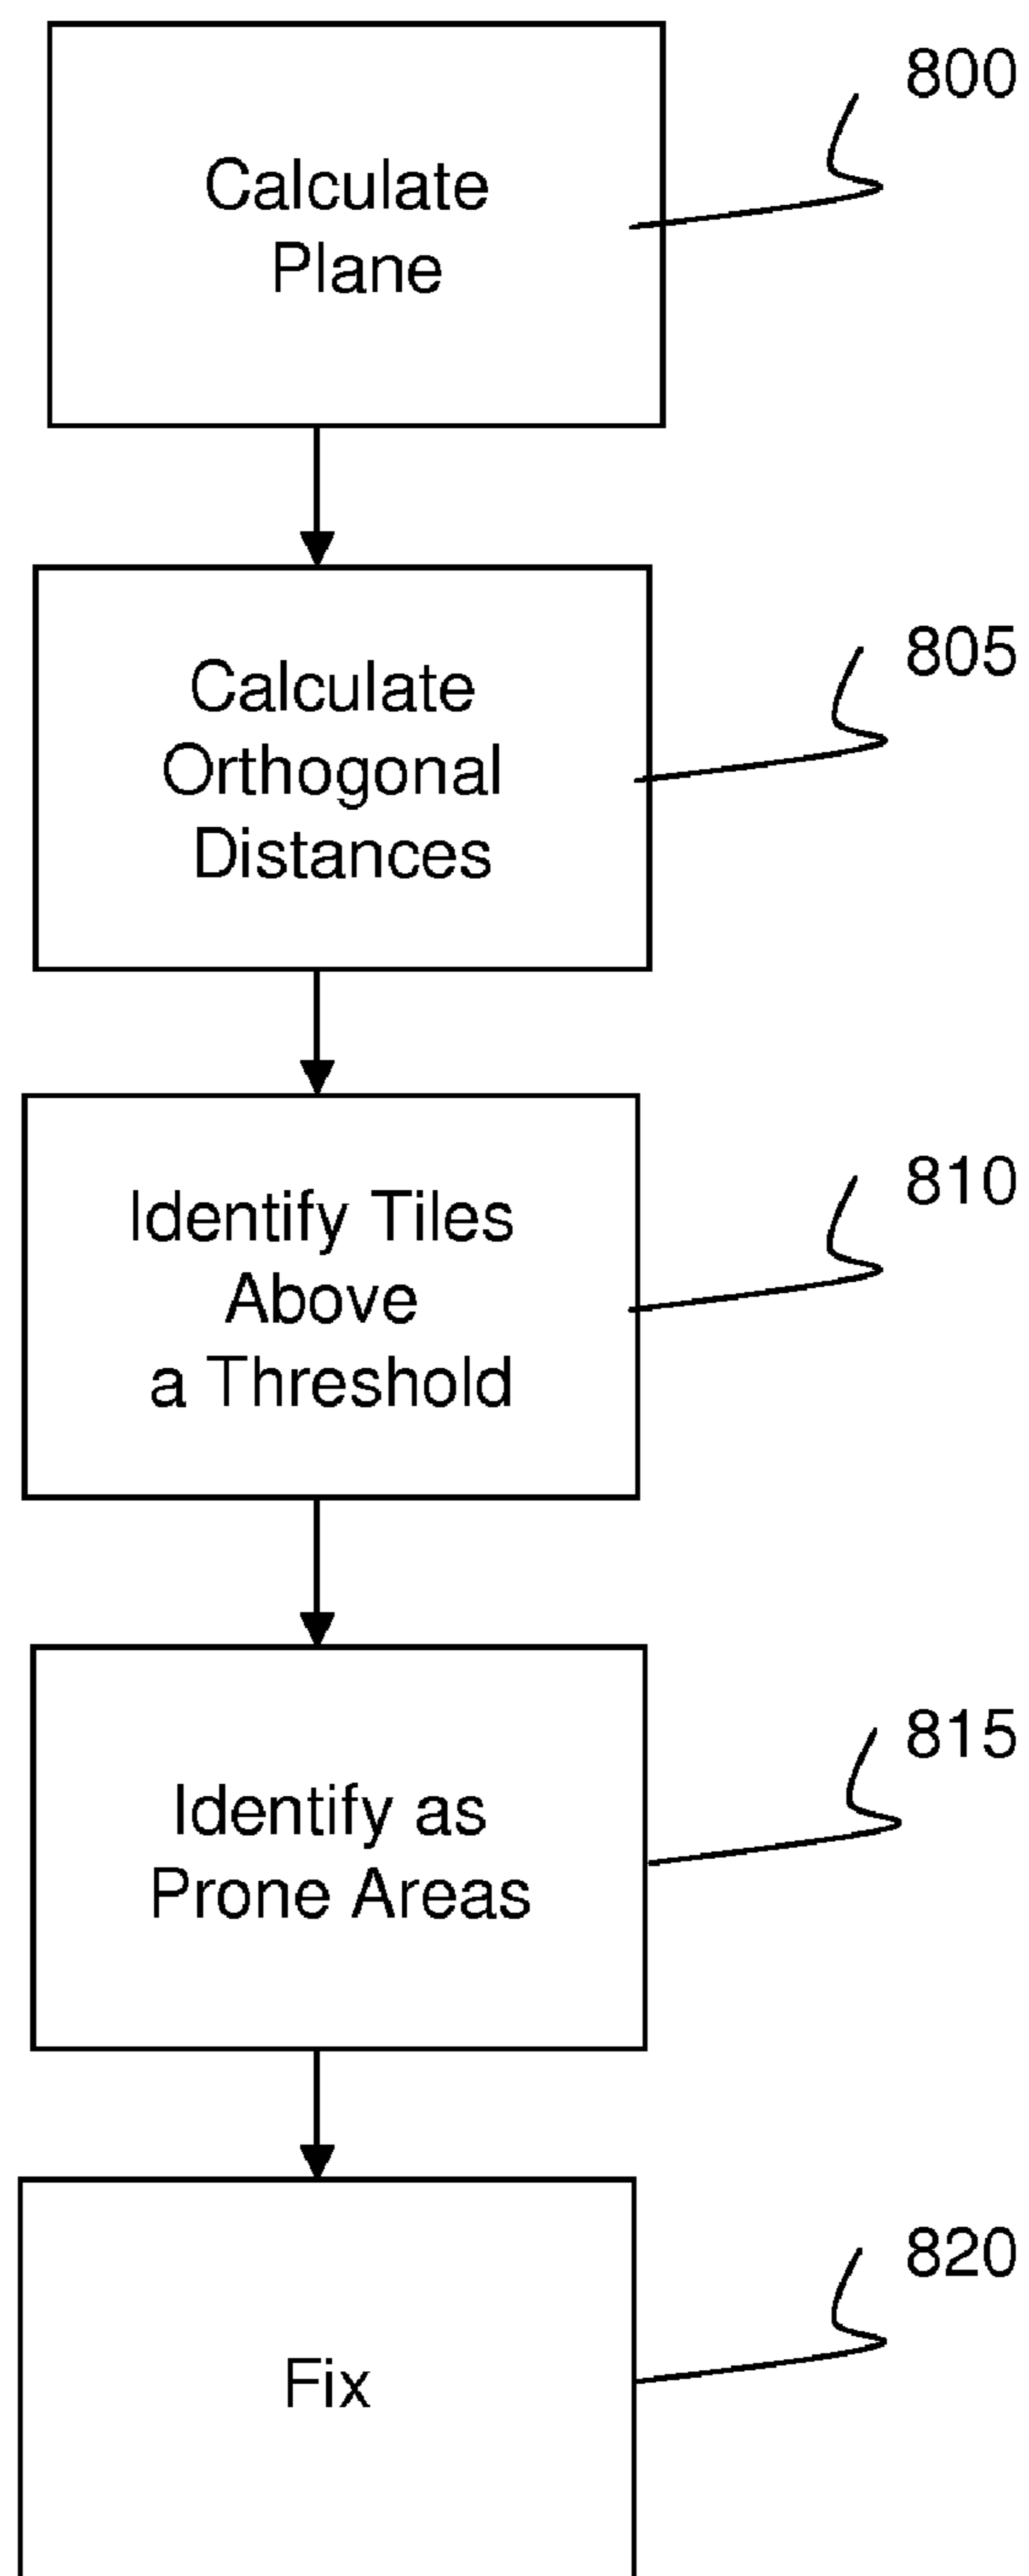 800
Calculate
Plane
805
Calculate
Orthogonal
Distances
810
Identify Tiles
Above
a Threshold
815
Identify as
Prone Areas
820
Fix